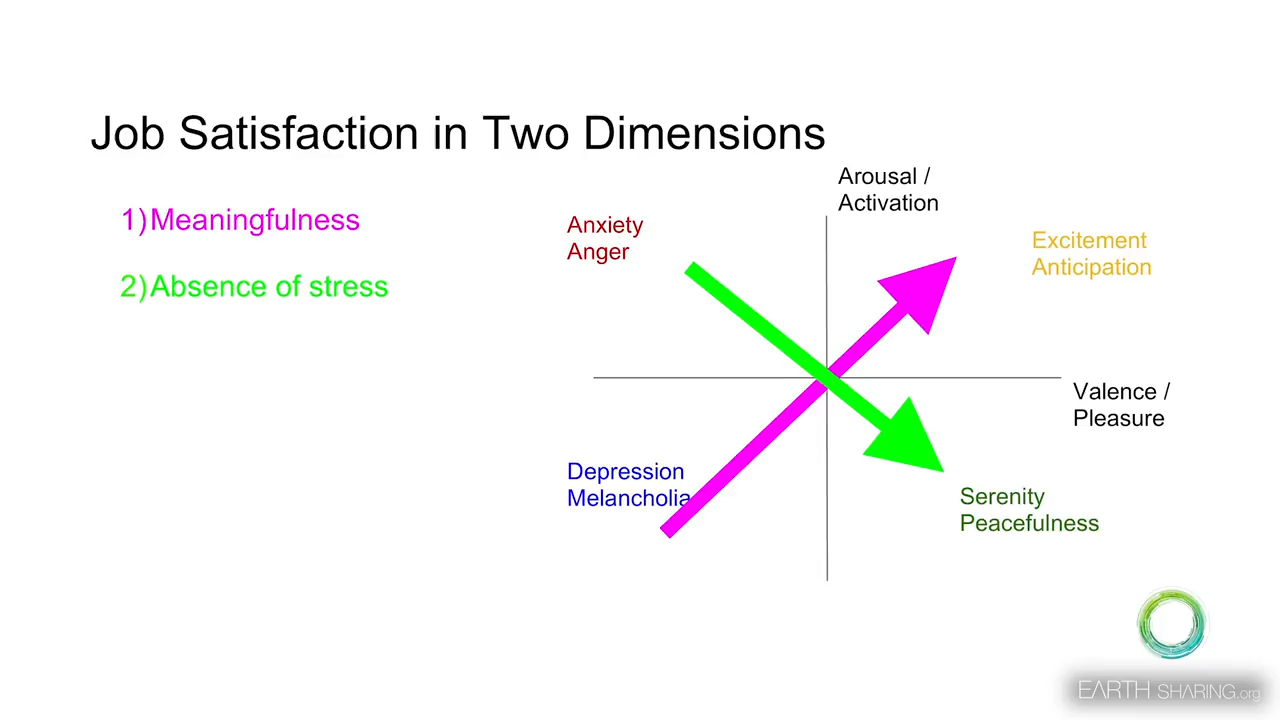 Job Satisfaction in Two Dimensions
1) Meaningfulness
2) Absence of stress
Arousal /
Activation
Anxiety
Anger
Excitement
Anticipation
Valence /
Pleasure
Depression
Melancholia
Serenity
Peacefulness
EARTH SHARING.org